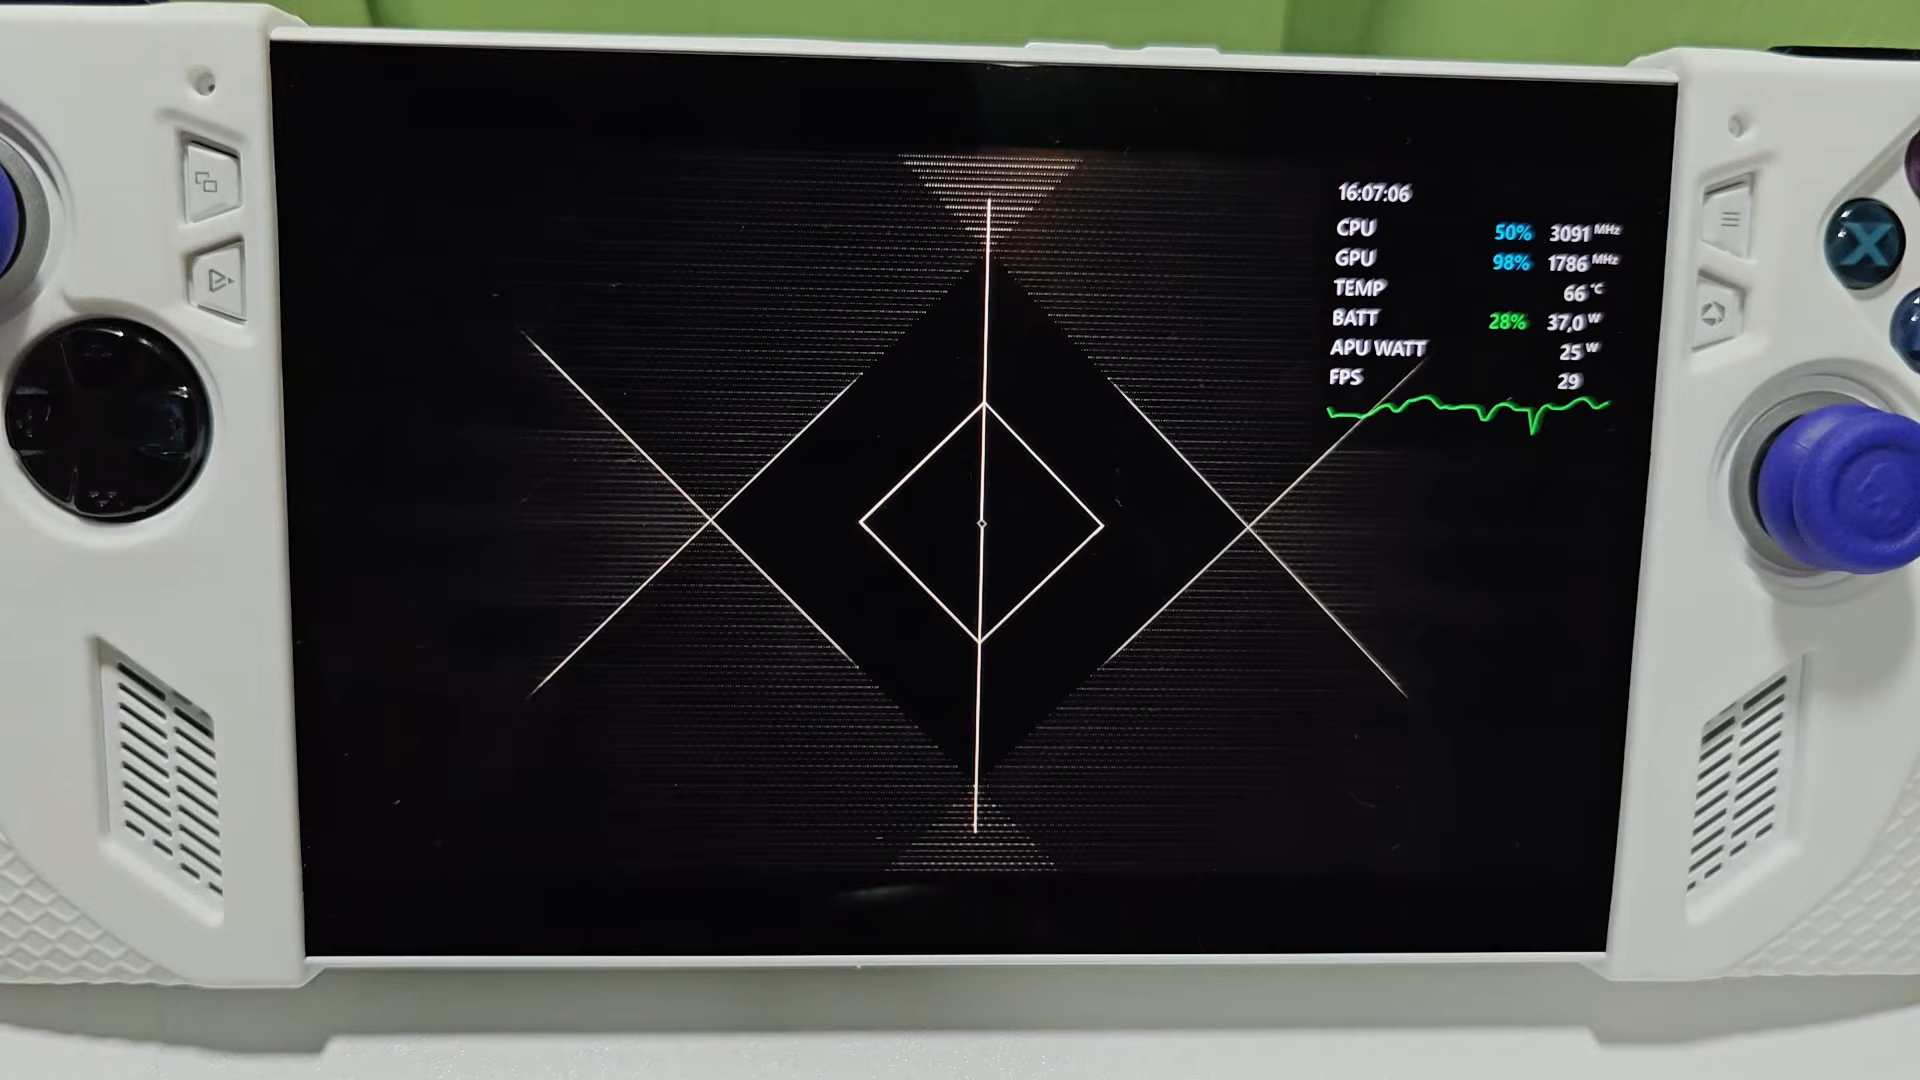 16:07:06
CPU 50% 3091 MHz
GPU 98% 1786 MHz
TEMP 66 °C
BATT 28% 37,0 W
APU WATT 25 W
FPS 29
X